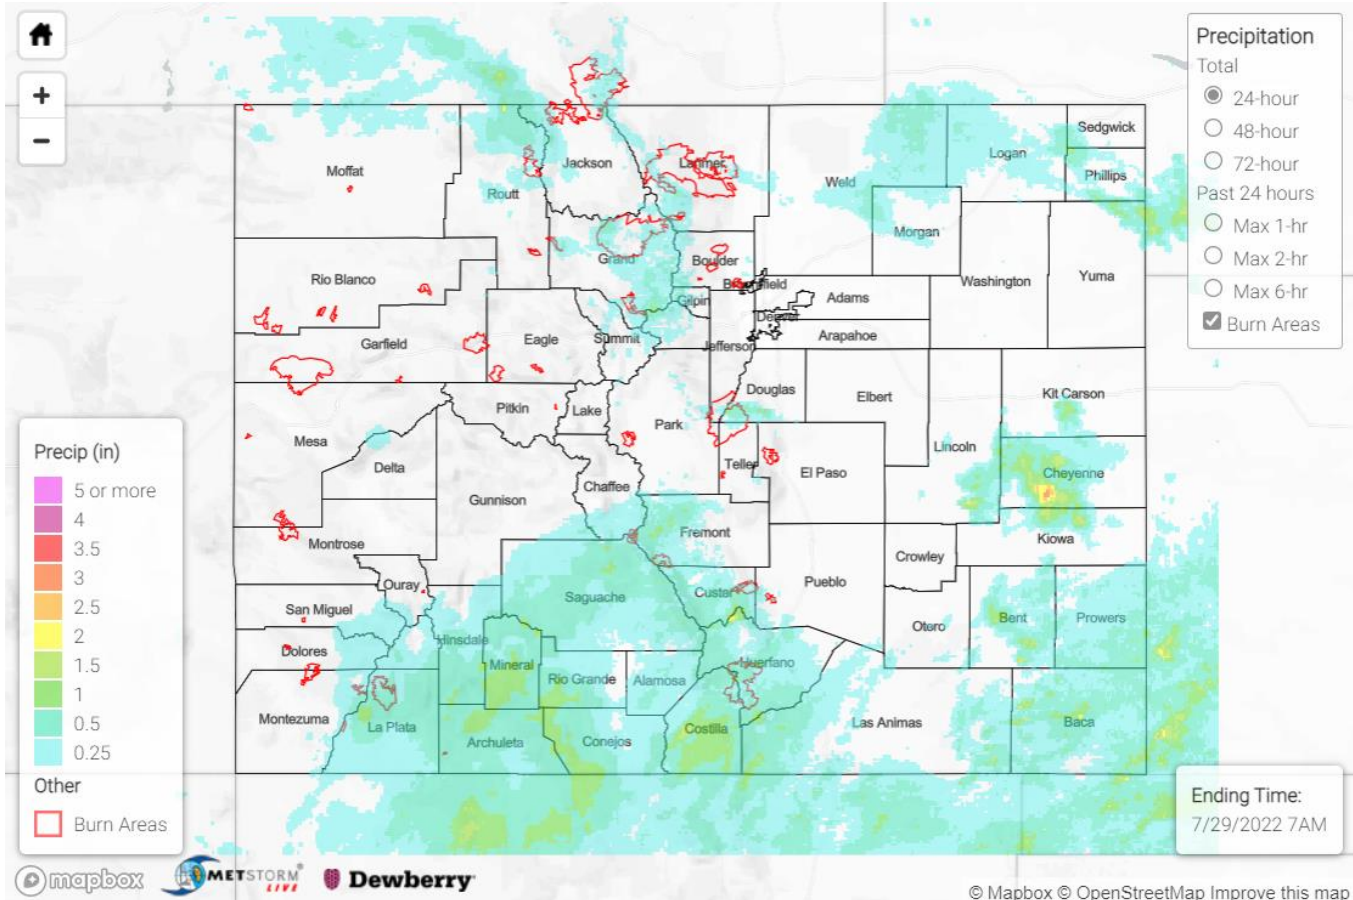 +
−
Precipitation
Total
24-hour
48-hour
72-hour
Past 24 hours
Max 1-hr
Max 2-hr
Max 6-hr
Burn Areas
Sedgwick
Logan
Phillips
Moffat
Jackson
Larimer
Routt
Weld
Morgan
Grand
Boulder
Rio Blanco
Washington
Yuma
Gilpin
Adams
Denver
Arapahoe
Garfield
Eagle
Summit
Jefferson
Douglas
Elbert
Kit Carson
Pitkin
Lake
Park
Mesa
Lincoln
Delta
Teller
El Paso
Cheyenne
Gunnison
Chaffee
Fremont
Kiowa
Montrose
Crowley
Ouray
Pueblo
Saguache
Custer
San Miguel
Otero
Bent
Prowers
Hinsdale
Dolores
Mineral
Huerfano
Rio Grande
Alamosa
Montezuma
La Plata
Archuleta
Conejos
Costilla
Las Animas
Baca
Precip (in)
5 or more
4
3.5
3
2.5
2
1.5
1
0.5
0.25
Other
Burn Areas
Ending Time:
7/29/2022 7AM
mapbox
METSTORM
LIVE
Dewberry
© Mapbox © OpenStreetMap Improve this map